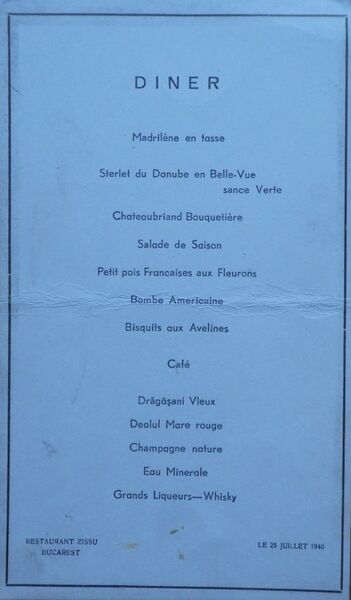 DINER
Madrilène en tasse
Sterlet du Danube en Belle-Vue
sance Verte
Chateaubriand Bouquetière
Salade de Saison
Petit pois Francaises aux Fleurons
Bombe Americaine
Bisquits aux Avelines
Café
Drăgăşani Vieux
Dealul Mare rouge
Champagne nature
Eau Minerale
Grands Liqueurs—Whisky
RESTAURANT ZISSU
BUCAREST
LE 25 JUILLET 1940